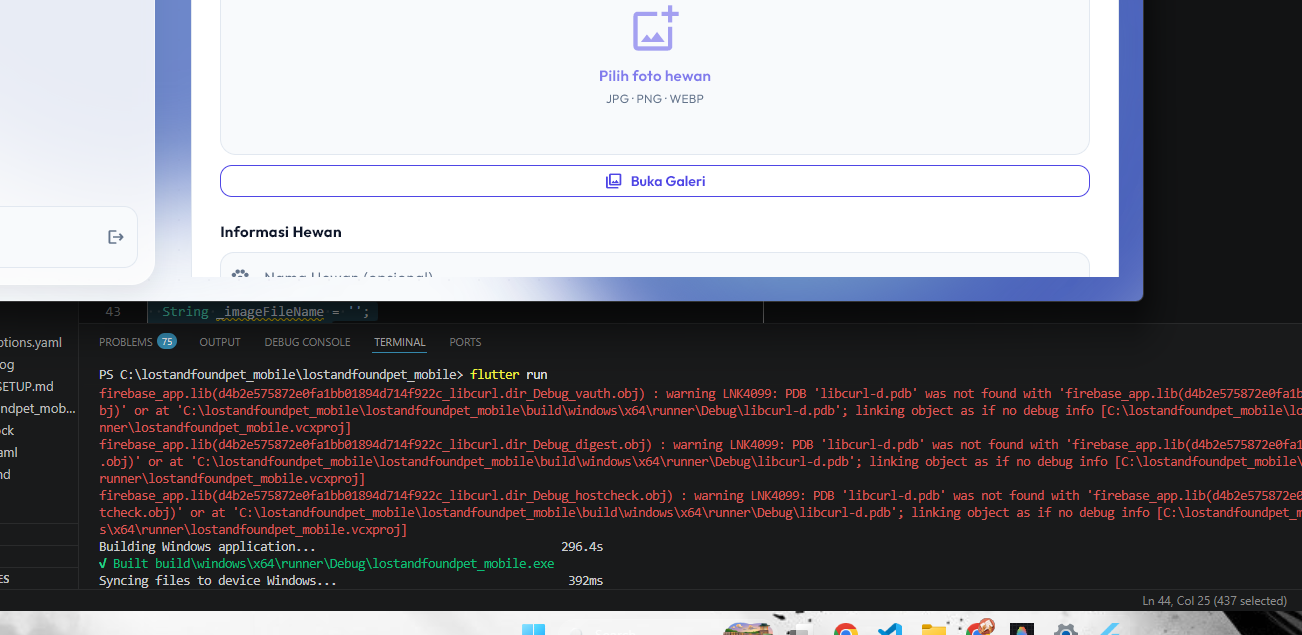 Pilih foto hewan
JPG · PNG · WEBP
Buka Galeri
Informasi Hewan
Nama Hewan (opsional)
43 String _imageFileName = '';
ptions.yaml
og
SETUP.md
ndpet_mob...
ock
aml
nd
ES
PROBLEMS 75 OUTPUT DEBUG CONSOLE TERMINAL PORTS
PS C:\lostandfoundpet_mobile\lostandfoundpet_mobile> flutter run
firebase_app.lib(d4b2e575872e0fa1bb01894d714f922c_libcurl.dir_Debug_vauth.obj) : warning LNK4099: PDB 'libcurl-d.pdb' was not found with 'firebase_app.lib(d4b2e575872e0fa1b
bj)' or at 'C:\lostandfoundpet_mobile\lostandfoundpet_mobile\build\windows\x64\runner\Debug\libcurl-d.pdb'; linking object as if no debug info [C:\lostandfoundpet_mobile\lo
nner\lostandfoundpet_mobile.vcxproj]
firebase_app.lib(d4b2e575872e0fa1bb01894d714f922c_libcurl.dir_Debug_digest.obj) : warning LNK4099: PDB 'libcurl-d.pdb' was not found with 'firebase_app.lib(d4b2e575872e0fa1
.obj)' or at 'C:\lostandfoundpet_mobile\lostandfoundpet_mobile\build\windows\x64\runner\Debug\libcurl-d.pdb'; linking object as if no debug info [C:\lostandfoundpet_mobile\
runner\lostandfoundpet_mobile.vcxproj]
firebase_app.lib(d4b2e575872e0fa1bb01894d714f922c_libcurl.dir_Debug_hostcheck.obj) : warning LNK4099: PDB 'libcurl-d.pdb' was not found with 'firebase_app.lib(d4b2e575872e0
tcheck.obj)' or at 'C:\lostandfoundpet_mobile\lostandfoundpet_mobile\build\windows\x64\runner\Debug\libcurl-d.pdb'; linking object as if no debug info [C:\lostandfoundpet_m
s\x64\runner\lostandfoundpet_mobile.vcxproj]
Building Windows application... 296.4s
√ Built build\windows\x64\runner\Debug\lostandfoundpet_mobile.exe
Syncing files to device Windows... 392ms
Ln 44, Col 25 (437 selected)